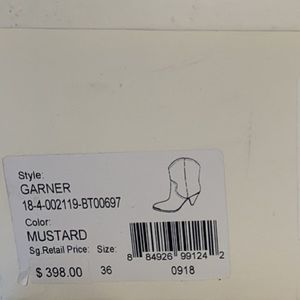 Style:
GARNER
18-4-002119-BT00697
Color:
MUSTARD
Sg.Retail Price: Size:
$ 398.00 36
8 84926 99124 2
0918